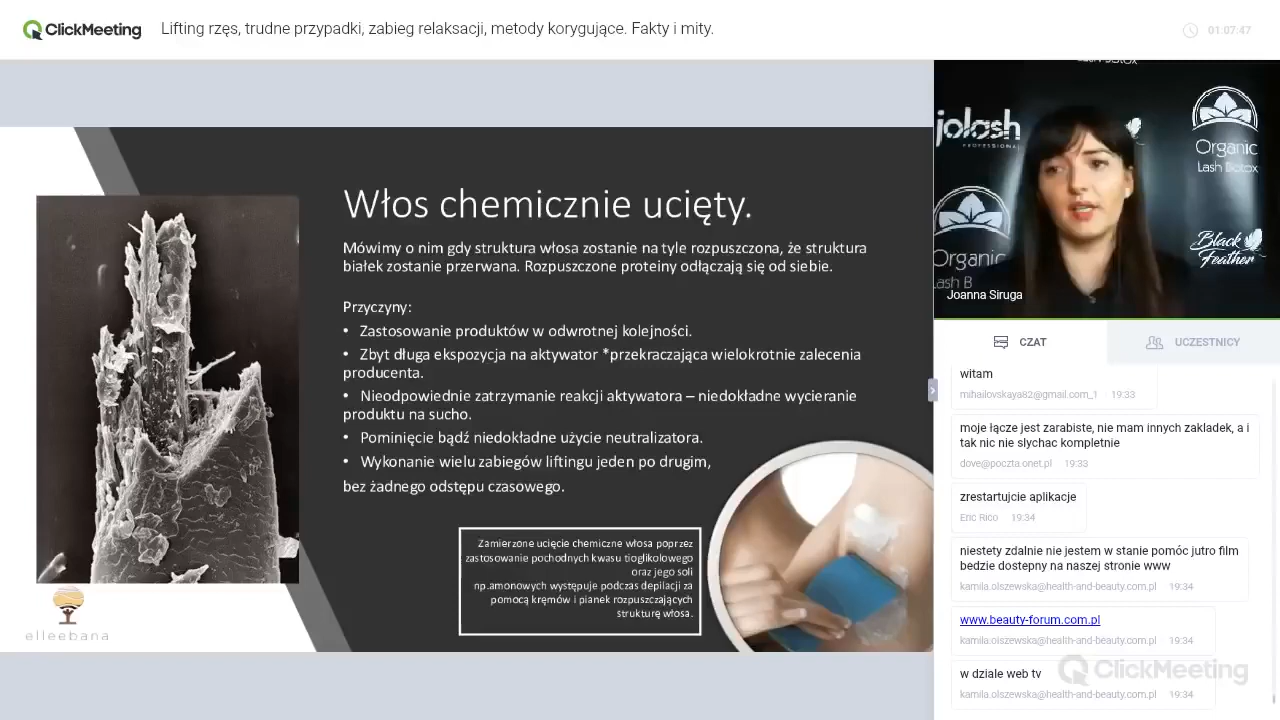 ClickMeeting
Lifting rzęs, trudne przypadki, zabieg relaksacji, metody korygujące. Fakty i mity.
01:07:47
Włos chemicznie ucięty.
Mówimy o nim gdy struktura włosa zostanie na tyle rozpuszczona, że struktura
białek zostanie przerwana. Rozpuszczone proteiny odłączają się od siebie.
Przyczyny:
• Zastosowanie produktów w odwrotnej kolejności.
• Zbyt długa ekspozycja na aktywator *przekraczająca wielokrotnie zalecenia
producenta.
• Nieodpowiednie zatrzymanie reakcji aktywatora – niedokładne wycieranie
produktu na sucho.
• Pominięcie bądź niedokładne użycie neutralizatora.
• Wykonanie wielu zabiegów liftingu jeden po drugim,
bez żadnego odstępu czasowego.
Zamierzone ucięcie chemiczne włosa poprzez
zastosowanie pochodnych kwasu tioglikolowego
oraz jego soli
np.amonowych występuje podczas depilacji za
pomocą kremów i pianek rozpuszczających
strukturę włosa.
elleebana
jolash
PROFESSIONAL
Organic
Lash Botox
Organic
Lash B
Black
Feather
Joanna Siruga
CZAT
UCZESTNICY
witam
mihailovskaya82@gmail.com_1 19:33
moje łącze jest zarabiste, nie mam innych zakladek, a i
tak nic nie slychac kompletnie
dove@poczta.onet.pl 19:33
zrestartujcie aplikacje
Eric Rico 19:34
niestety zdalnie nie jestem w stanie pomóc jutro film
bedzie dostepny na naszej stronie www
kamila.olszewska@health-and-beauty.com.pl 19:34
www.beauty-forum.com.pl
kamila.olszewska@health-and-beauty.com.pl 19:34
w dziale web tv
kamila.olszewska@health-and-beauty.com.pl 19:34
ClickMeeting